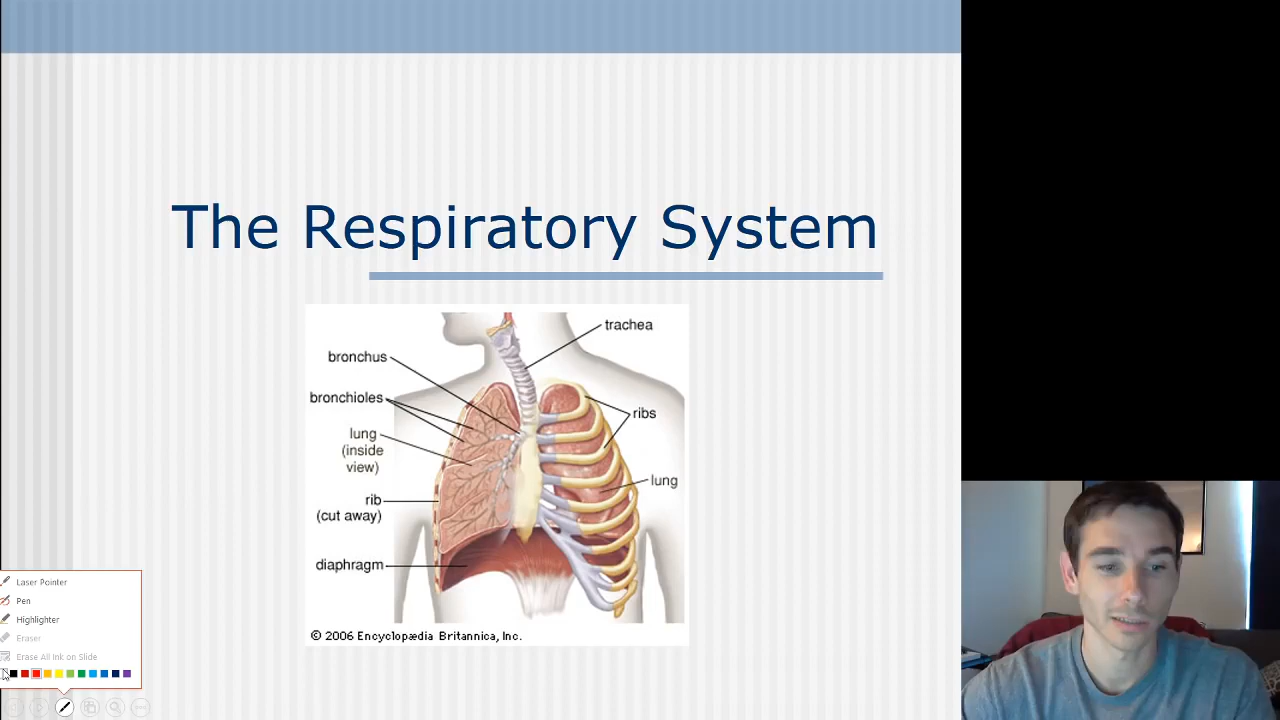 The Respiratory System
trachea
bronchus
bronchioles
ribs
lung
(inside
view)
lung
rib
(cut away)
diaphragm
© 2006 Encyclopædia Britannica, Inc.
Laser Pointer
Pen
Highlighter
Eraser
Erase All Ink on Slide